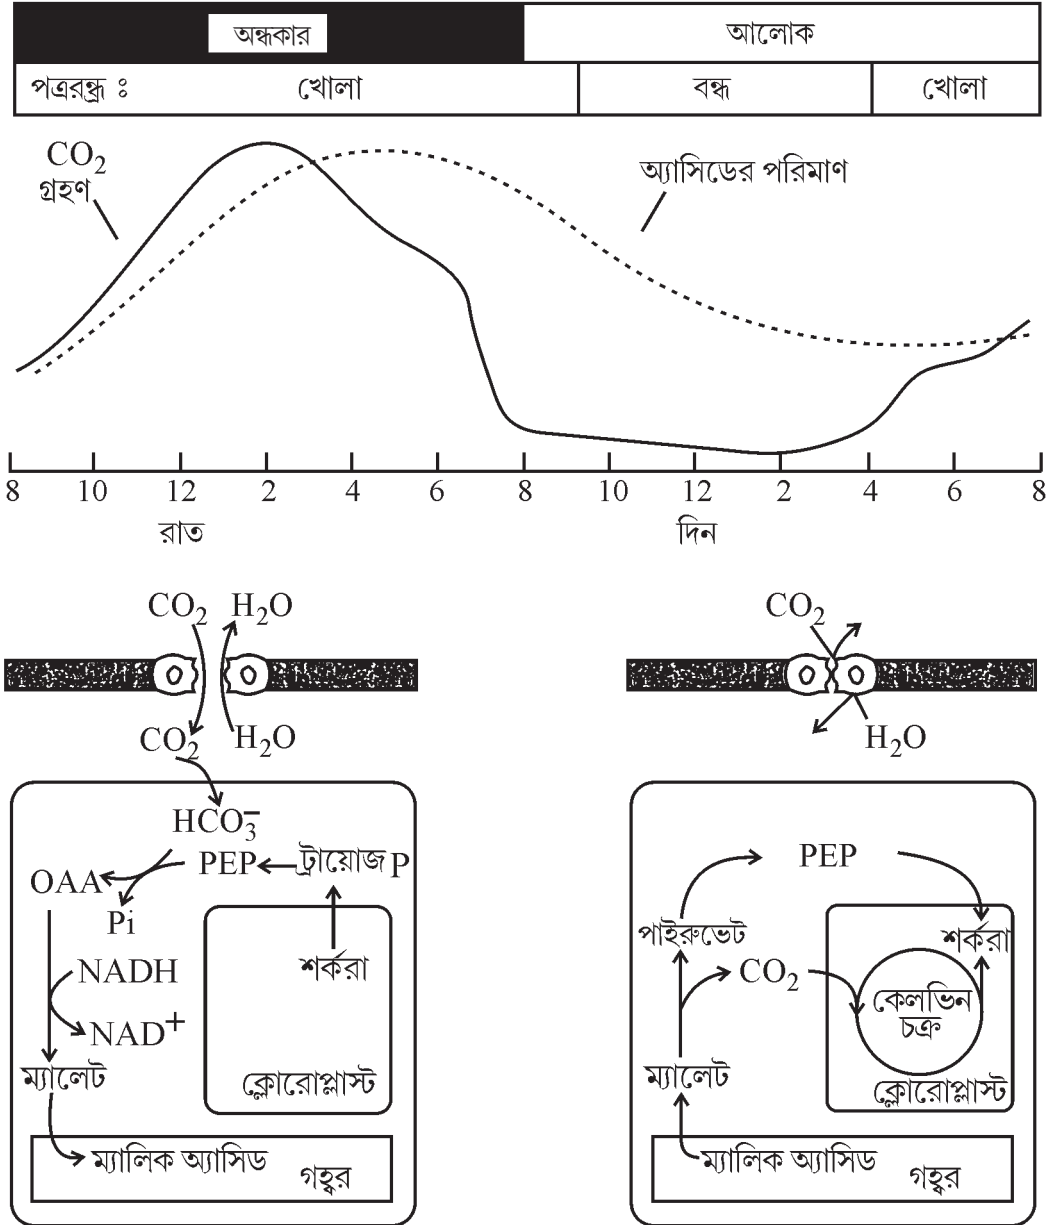 অন্ধকার
আলোক
পত্ররন্ধ্র ঃ খোলা বন্ধ খোলা
CO₂
গ্রহণ
অ্যাসিডের পরিমাণ
8 10 12 2 4 6 8 10 12 2 4 6 8
রাত দিন
CO₂ H₂O
CO₂ H₂O
HCO₃⁻
PEP ট্রায়োজ P
OAA
Pi
শর্করা
NADH
NAD⁺
ম্যালেট
ক্লোরোপ্লাস্ট
ম্যালিক অ্যাসিড
গহ্বর
CO₂
H₂O
PEP
পাইরুভেট
শর্করা
CO₂
কেলভিন
চক্র
ম্যালেট
ক্লোরোপ্লাস্ট
ম্যালিক অ্যাসিড
গহ্বর